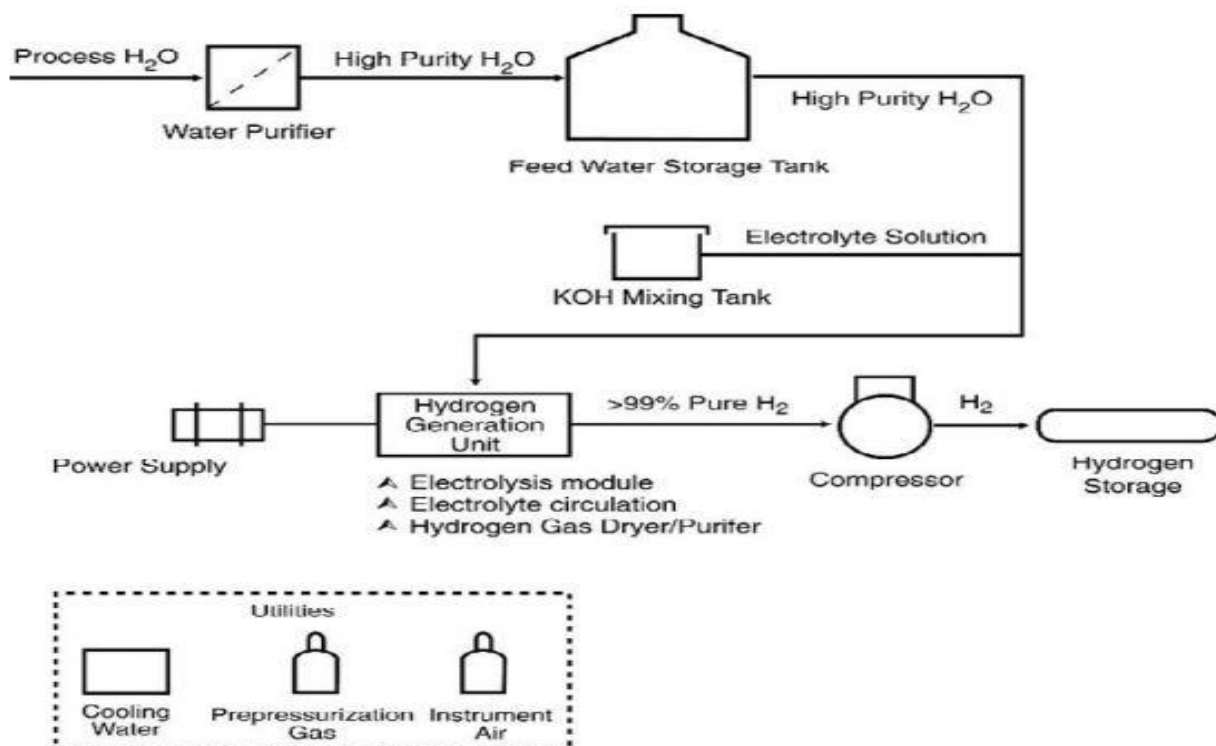 Process H₂O
High Purity H₂O
Water Purifier
High Purity H₂O
Feed Water Storage Tank
Electrolyte Solution
KOH Mixing Tank
Hydrogen
Generation
Unit
>99% Pure H₂
H₂
Power Supply
Compressor
Hydrogen
Storage
Electrolysis module
Electrolyte circulation
Hydrogen Gas Dryer/Purifer
Utilities
Cooling
Water
Prepressurization
Gas
Instrument
Air